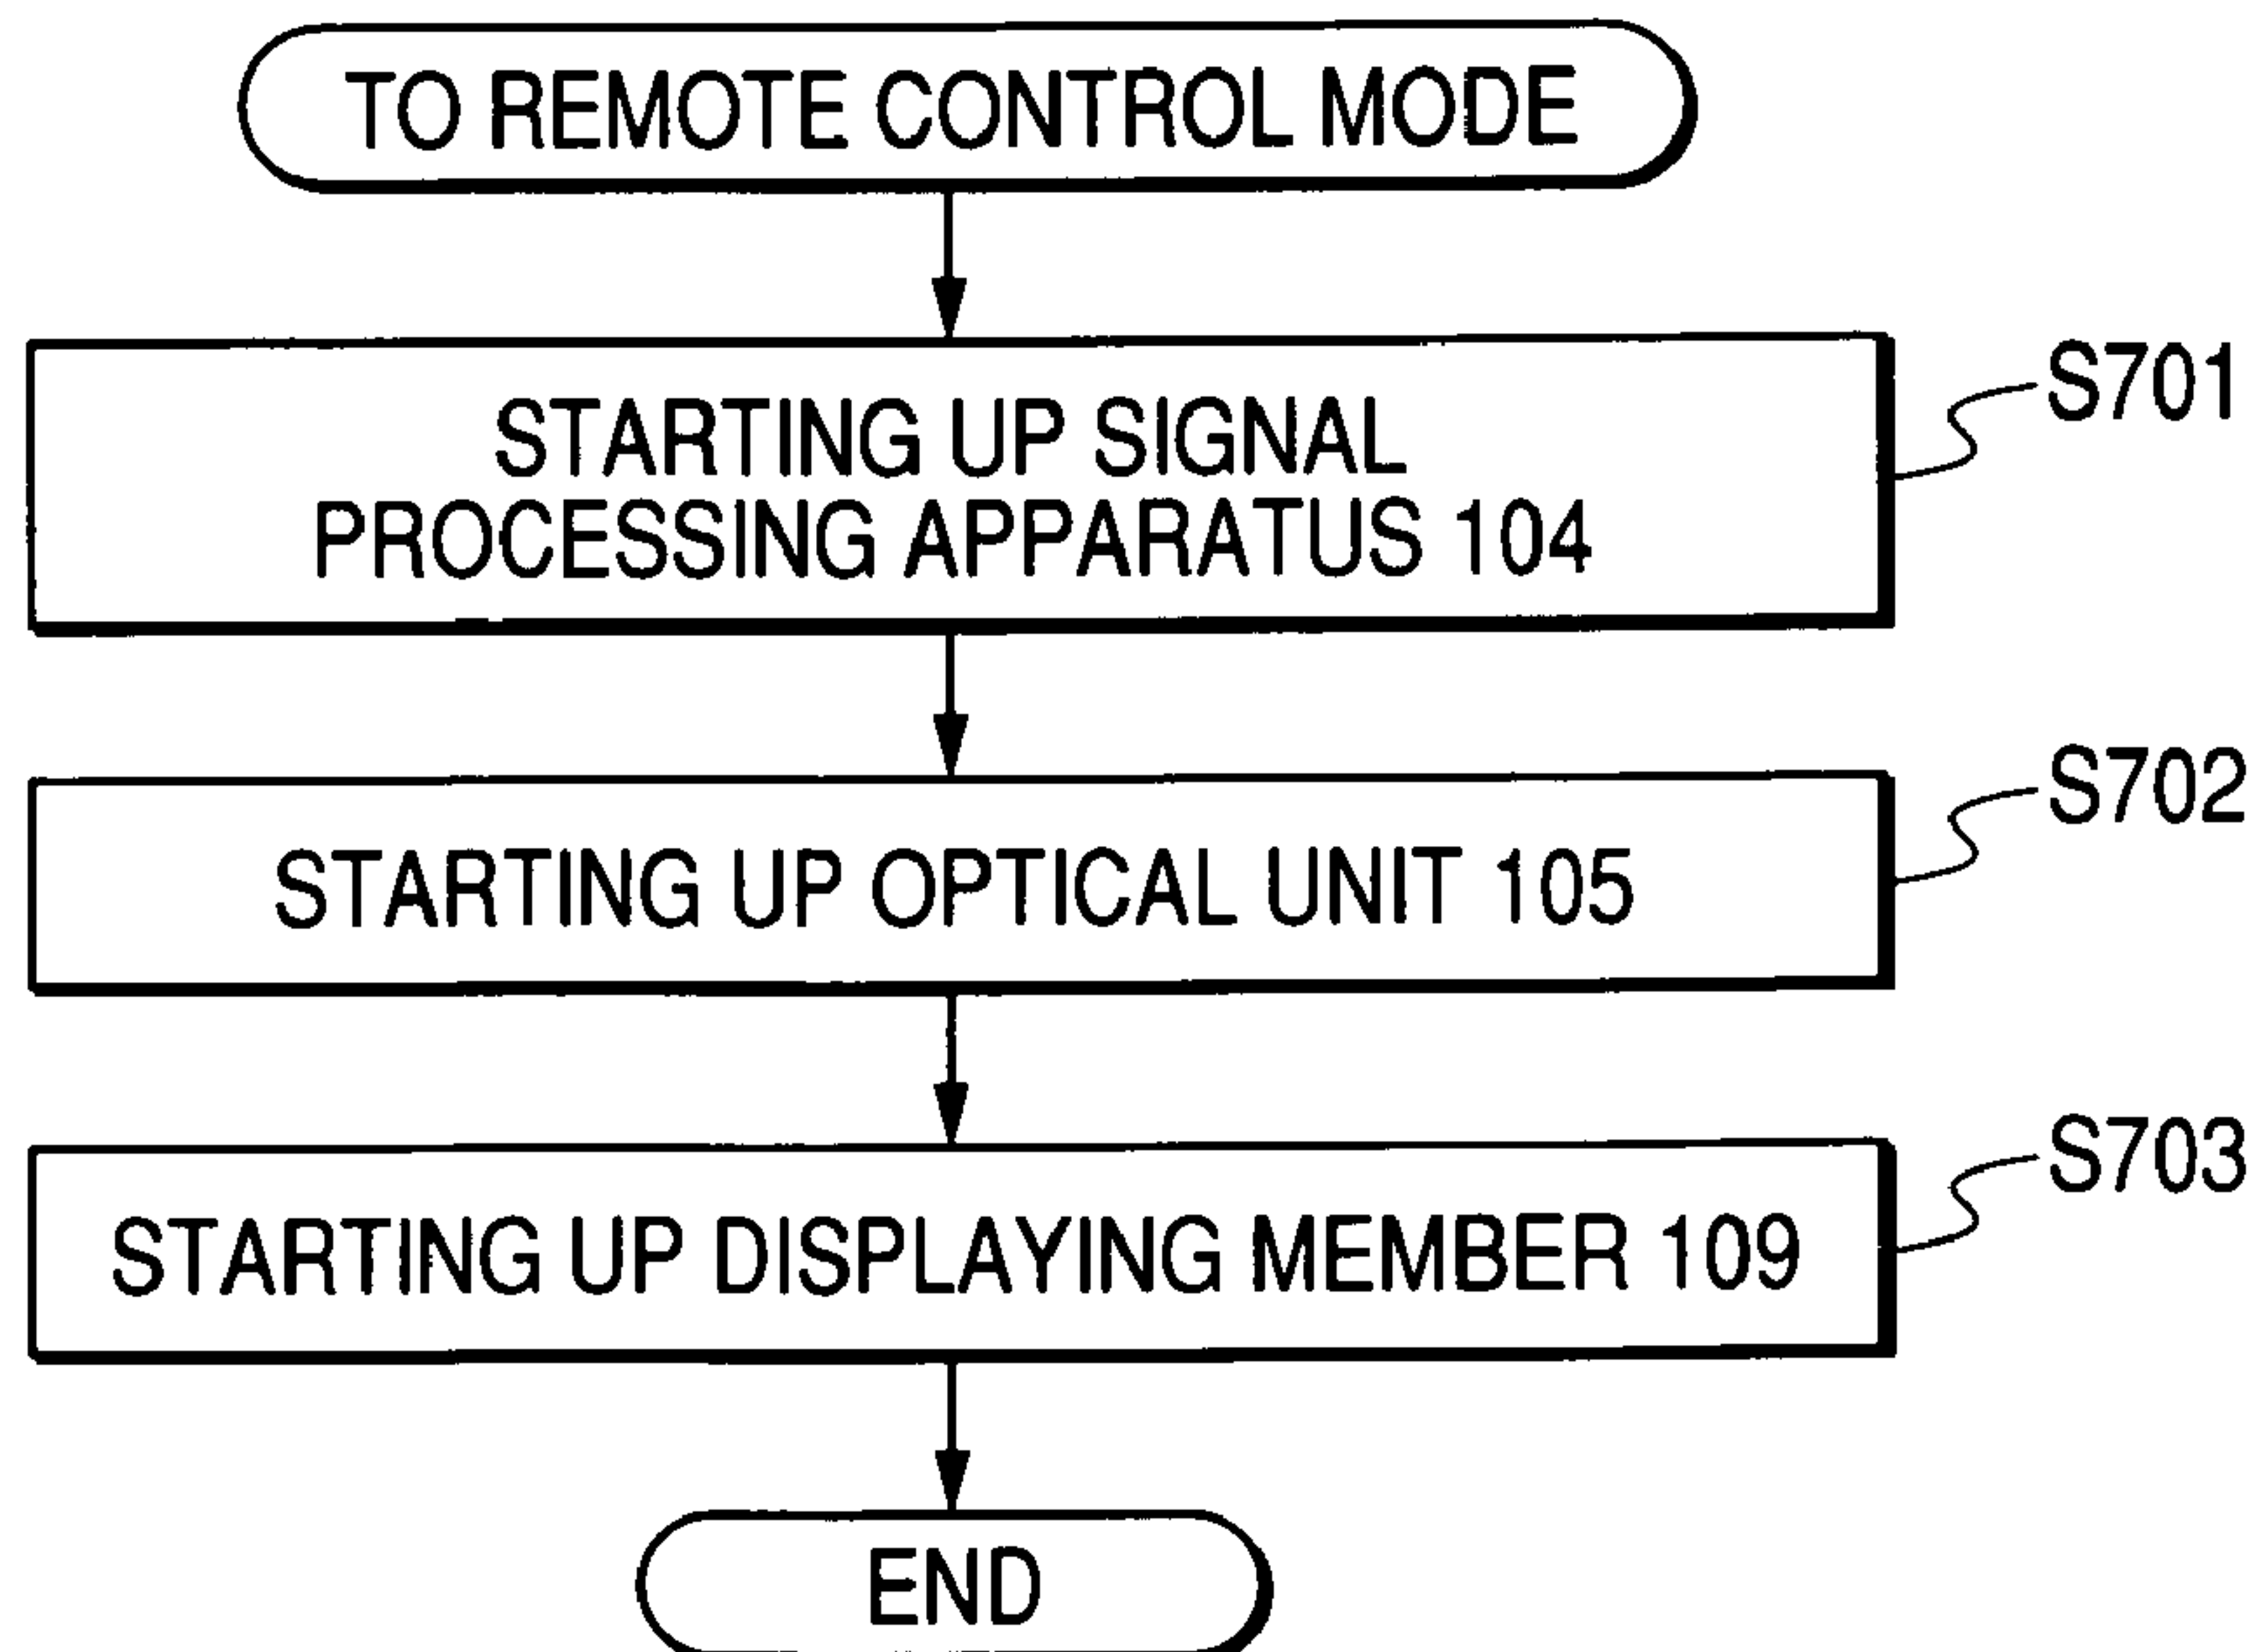 TO REMOTE CONTROL MODE
STARTING UP SIGNAL
PROCESSING APPARATUS 104
S701
STARTING UP OPTICAL UNIT 105
S702
STARTING UP DISPLAYING MEMBER 109
S703
END